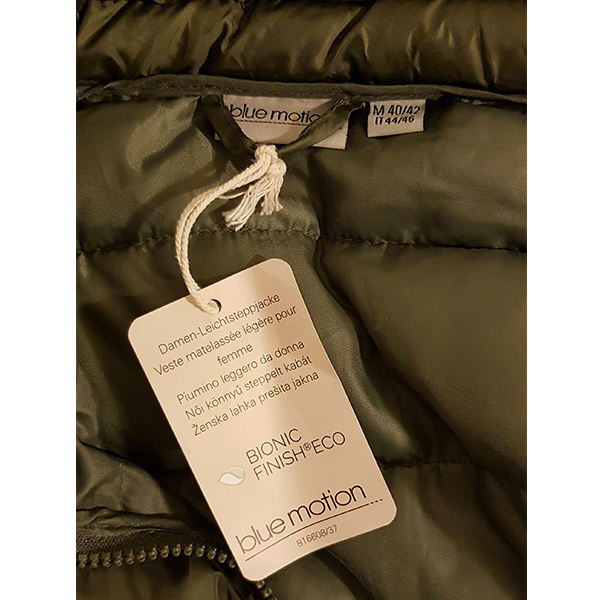 blue motion
M 40/42
IT 44/46
Damen-Leichtsteppjacke
Veste matelassée légère pour
femme
Piumino leggero da donna
Női könnyű steppelt kabát
Ženska lahka prešita jakna
BIONIC
FINISH®ECO
blue motion
816608/37